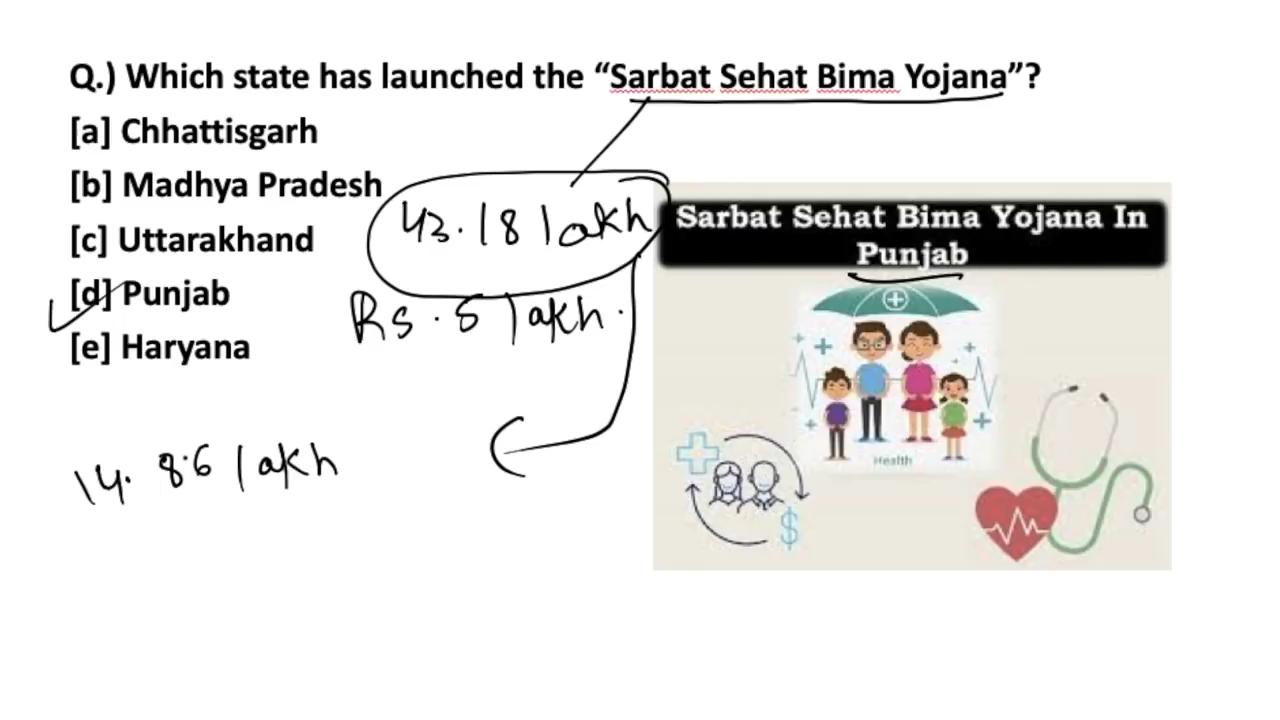 Q.) Which state has launched the “Sarbat Sehat Bima Yojana”?
[a] Chhattisgarh
[b] Madhya Pradesh
[c] Uttarakhand
[d] Punjab
[e] Haryana
43.18 lakh
Rs. 5 lakh.
14.86 lakh
Sarbat Sehat Bima Yojana In
Punjab
Health
$